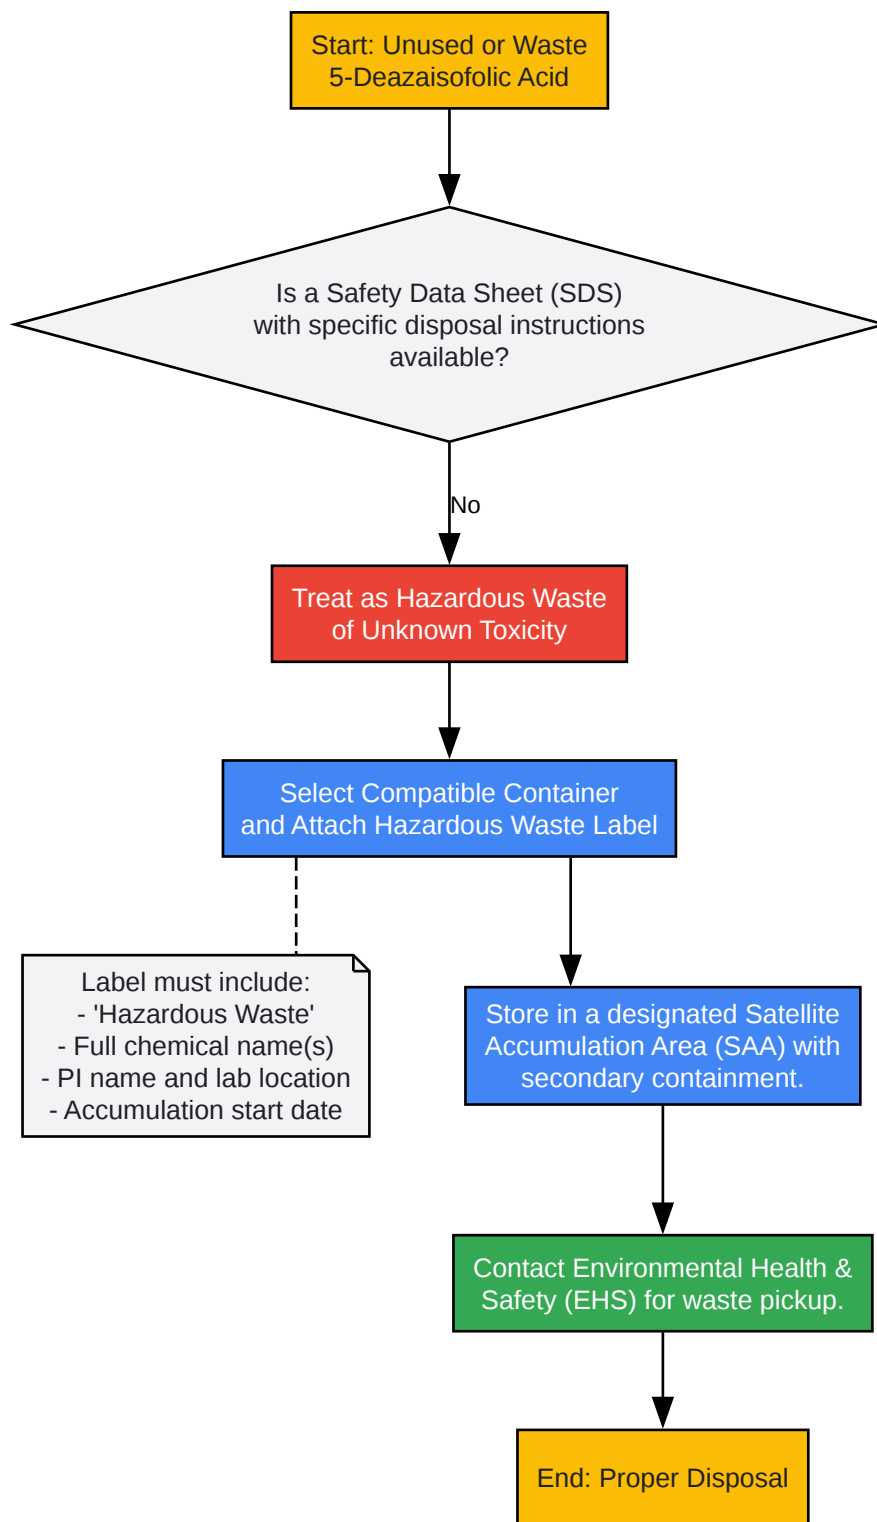 Start: Unused or Waste
5-Deazaisofolic Acid
Is a Safety Data Sheet (SDS)
with specific disposal instructions
available?
No
Treat as Hazardous Waste
of Unknown Toxicity
Select Compatible Container
and Attach Hazardous Waste Label
Label must include:
- 'Hazardous Waste'
- Full chemical name(s)
- PI name and lab location
- Accumulation start date
Store in a designated Satellite
Accumulation Area (SAA) with
secondary containment.
Contact Environmental Health &
Safety (EHS) for waste pickup.
End: Proper Disposal